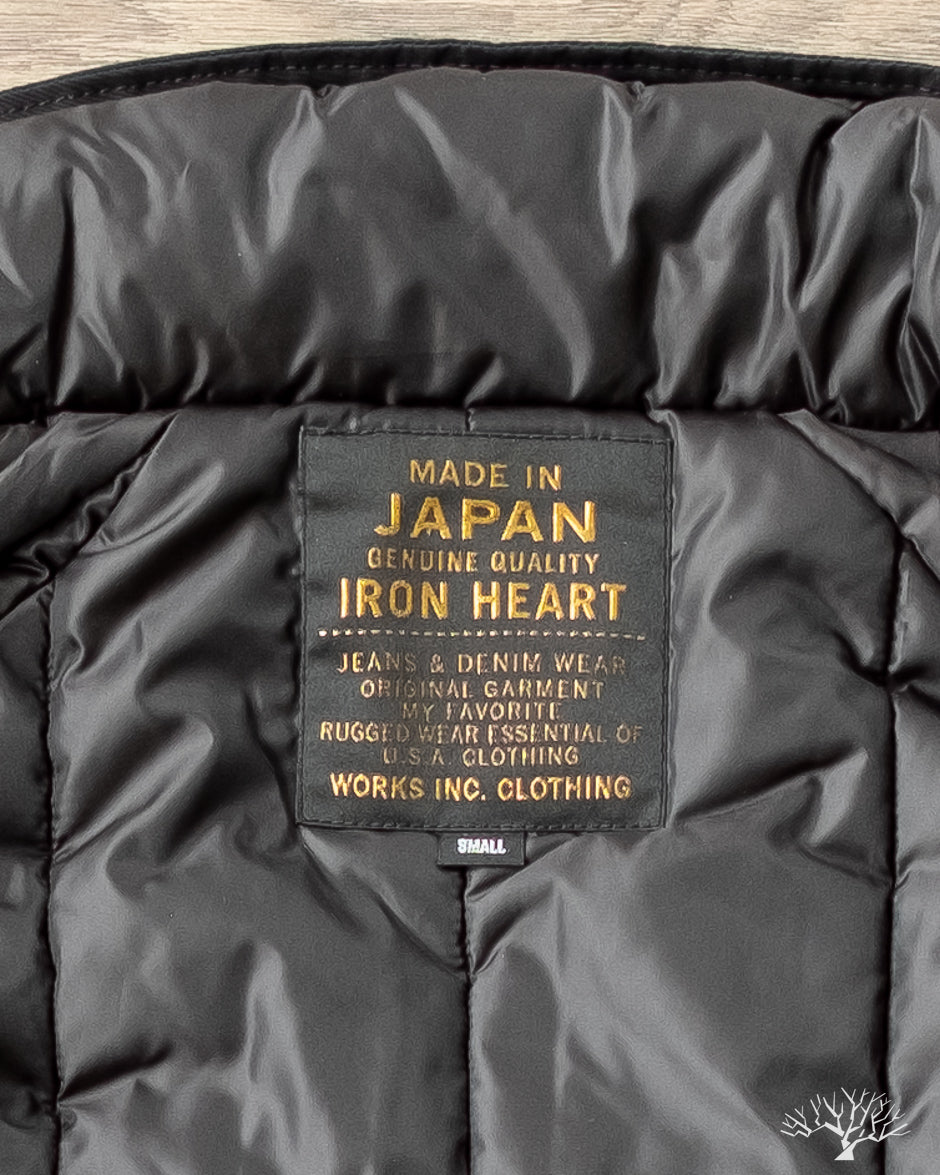 MADE IN
JAPAN
GENUINE QUALITY
IRON HEART
JEANS & DENIM WEAR
ORIGINAL GARMENT
MY FAVORITE
RUGGED WEAR ESSENTIAL OF
U.S.A. CLOTHING
WORKS INC. CLOTHING
SMALL